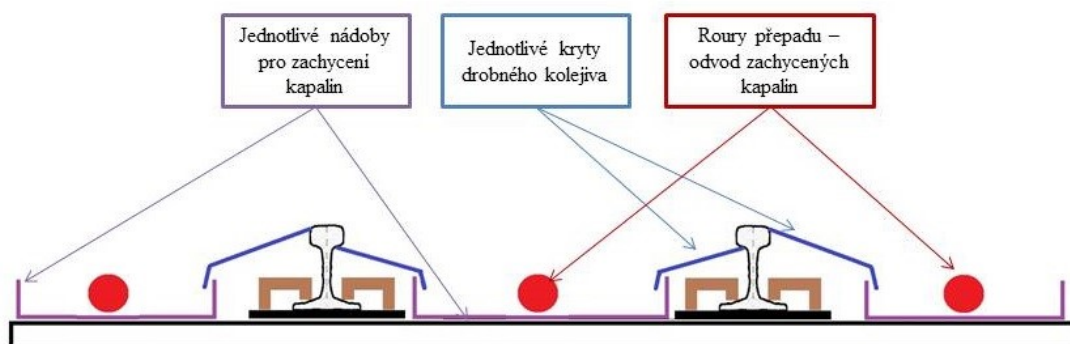 Jednotlivé nádoby
pro zachycení
kapalin
Jednotlivé kryty
drobného kolejiva
Roury přepadu –
odvod zachycených
kapalin